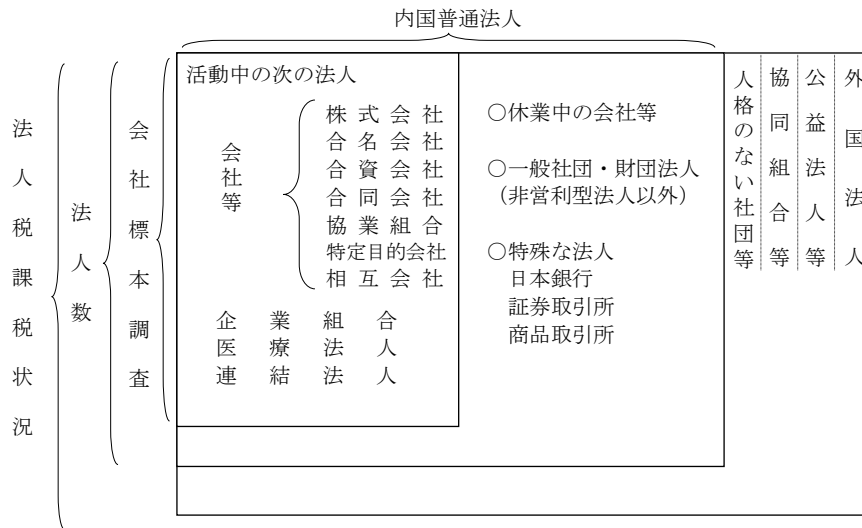 内国普通法人
法人税課税状況
法人数
会社標本調査
活動中の次の法人
会社等
株式会社
合名会社
合資会社
合同会社
協業組合
特定目的会社
相互会社
企業組合
医療法人
連結法人
○休業中の会社等
○一般社団・財団法人
(非営利型法人以外)
○特殊な法人
日本銀行
証券取引所
商品取引所
人格のない社団等
協同組合等
公益法人等
外国法人